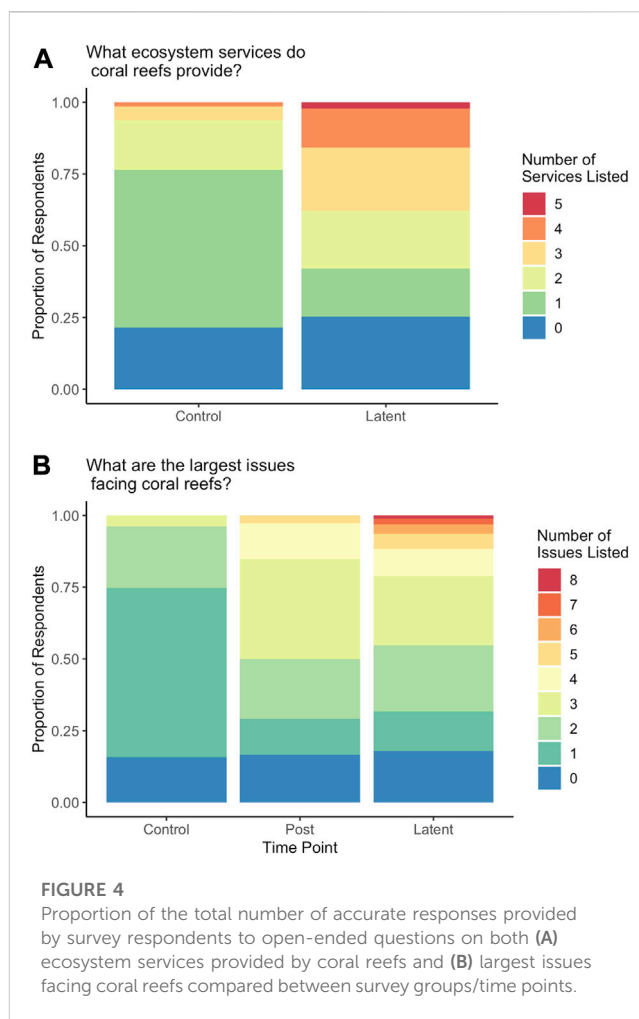 A
What ecosystem services do
coral reefs provide?
Proportion of Respondents
1.00
0.75
0.50
0.25
0.00
Control
Latent
Number of
Services Listed
5
4
3
2
1
0
B
What are the largest issues
facing coral reefs?
Proportion of Respondents
1.00
0.75
0.50
0.25
0.00
Control
Post
Latent
Time Point
Number of
Issues Listed
8
7
6
5
4
3
2
1
0
FIGURE 4
Proportion of the total number of accurate responses provided
by survey respondents to open-ended questions on both (A)
ecosystem services provided by coral reefs and (B) largest issues
facing coral reefs compared between survey groups/time points.